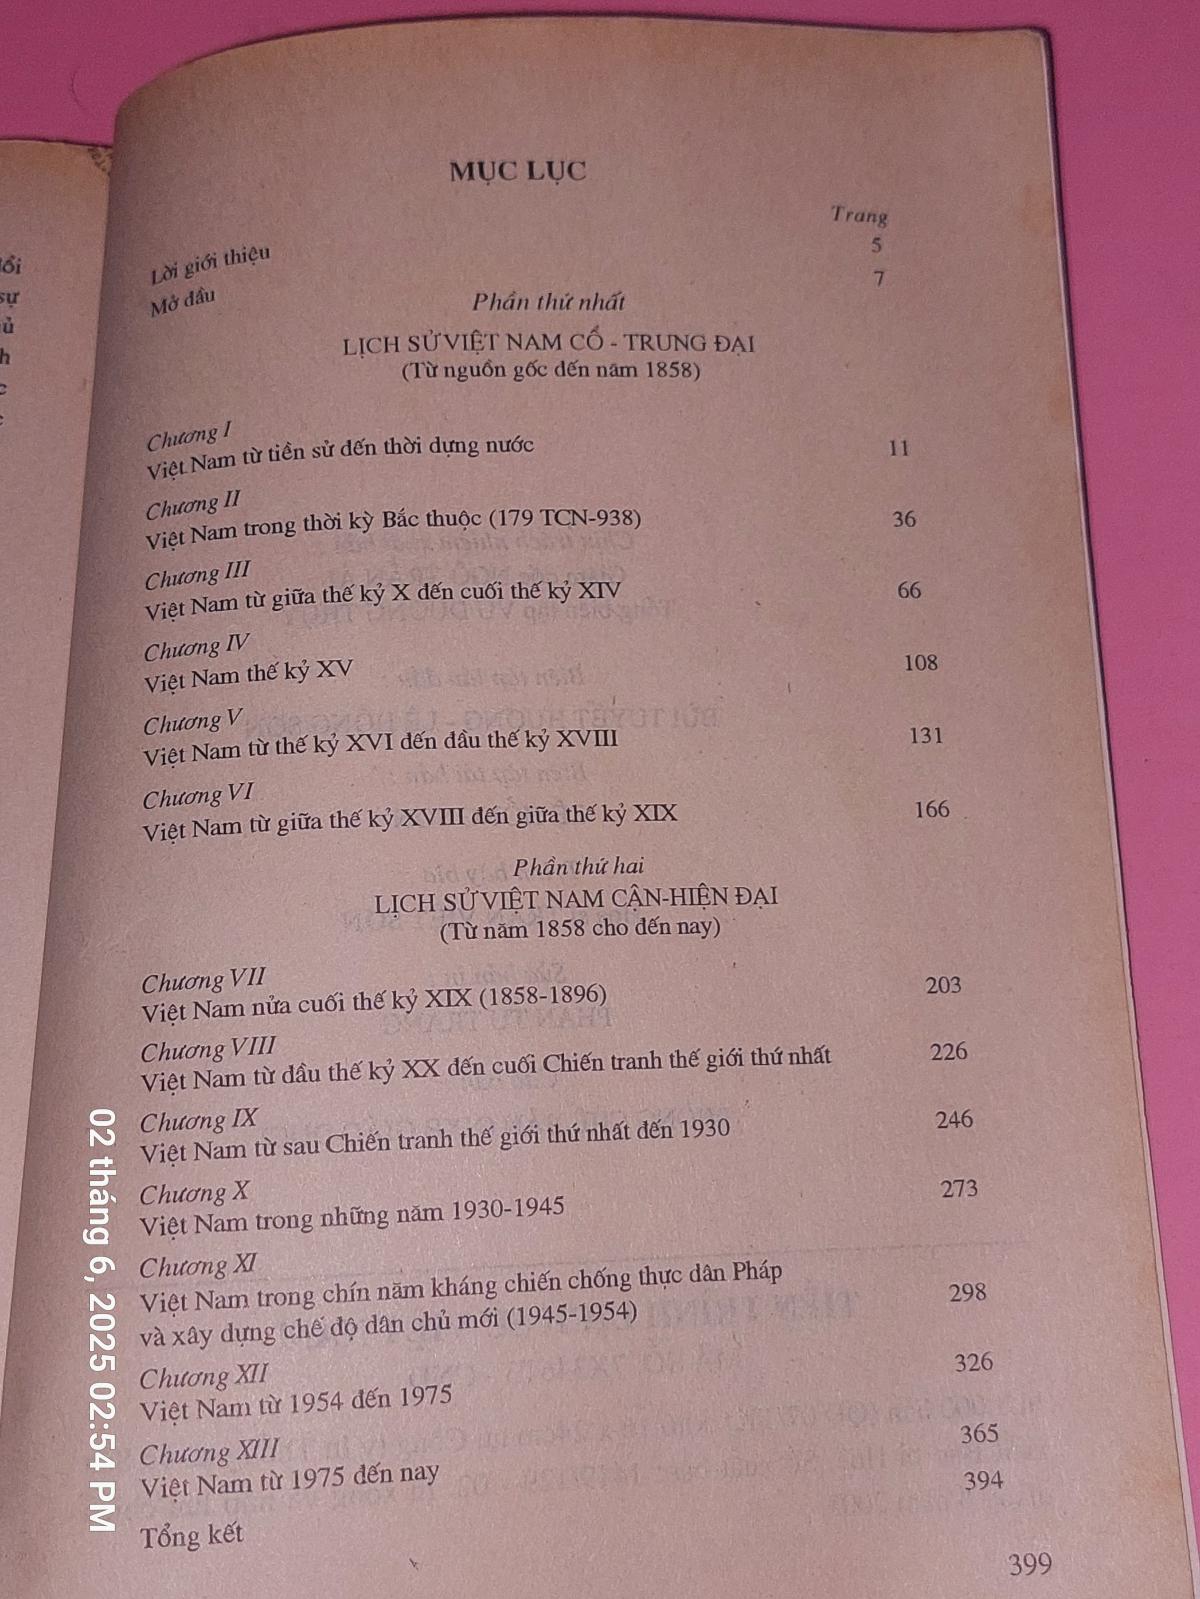 MỤC LỤC
Trang
Lời giới thiệu 5
Mở đầu 7
Phần thứ nhất
LỊCH SỬ VIỆT NAM CỔ - TRUNG ĐẠI
(Từ nguồn gốc đến năm 1858)
Chương I
Việt Nam từ tiền sử đến thời dựng nước 11
Chương II
Việt Nam trong thời kỳ Bắc thuộc (179 TCN-938) 36
Chương III
Việt Nam từ giữa thế kỷ X đến cuối thế kỷ XIV 66
Chương IV
Việt Nam thế kỷ XV 108
Chương V
Việt Nam từ thế kỷ XVI đến đầu thế kỷ XVIII 131
Chương VI
Việt Nam từ giữa thế kỷ XVIII đến giữa thế kỷ XIX 166
Phần thứ hai
LỊCH SỬ VIỆT NAM CẬN-HIỆN ĐẠI
(Từ năm 1858 cho đến nay)
Chương VII
Việt Nam nửa cuối thế kỷ XIX (1858-1896) 203
Chương VIII
Việt Nam từ đầu thế kỷ XX đến cuối Chiến tranh thế giới thứ nhất 226
Chương IX
Việt Nam từ sau Chiến tranh thế giới thứ nhất đến 1930 246
Chương X
Việt Nam trong những năm 1930-1945 273
Chương XI
Việt Nam trong chín năm kháng chiến chống thực dân Pháp
và xây dựng chế độ dân chủ mới (1945-1954) 298
Chương XII
Việt Nam từ 1954 đến 1975 326
Chương XIII
Việt Nam từ 1975 đến nay 365
Tổng kết 394
399
02 tháng 6, 2025 02:54 PM